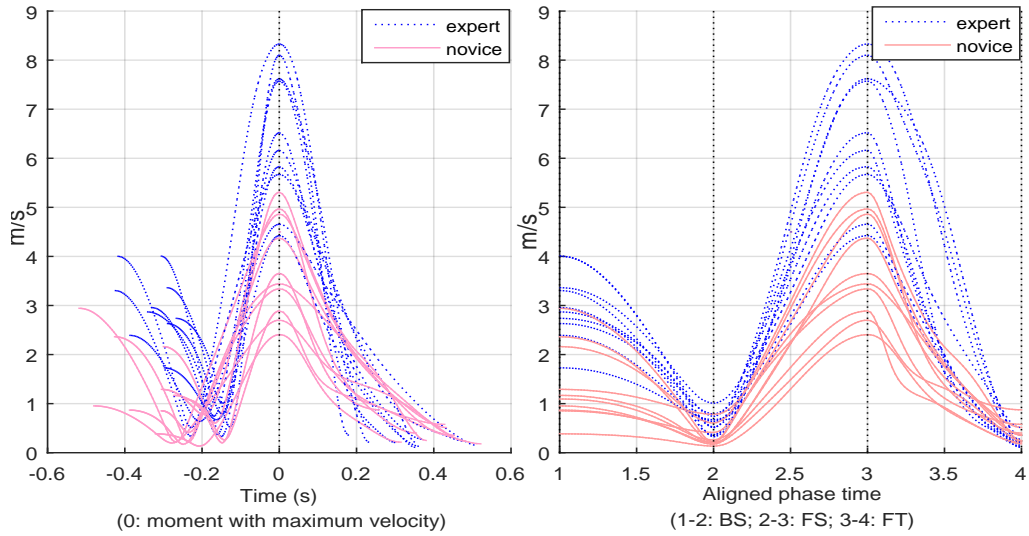 9
8
7
6
5
4
3
2
1
0
m/s
expert
novice
-0.6 -0.4 -0.2 0 0.2 0.4 0.6
Time (s)
(0: moment with maximum velocity)
9
8
7
6
5
4
3
2
1
0
m/s
expert
novice
1 1.5 2 2.5 3 3.5 4
Aligned phase time
(1-2: BS; 2-3: FS; 3-4: FT)